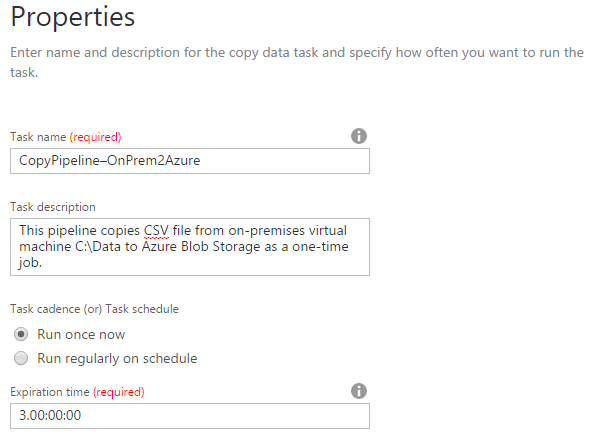 Properties
Enter name and description for the copy data task and specify how often you want to run the
task.
Task name (required)
CopyPipeline–OnPrem2Azure
Task description
This pipeline copies CSV file from on-premises virtual
machine C:\Data to Azure Blob Storage as a one-time
job.
Task cadence (or) Task schedule
Run once now
Run regularly on schedule
Expiration time (required)
3.00:00:00